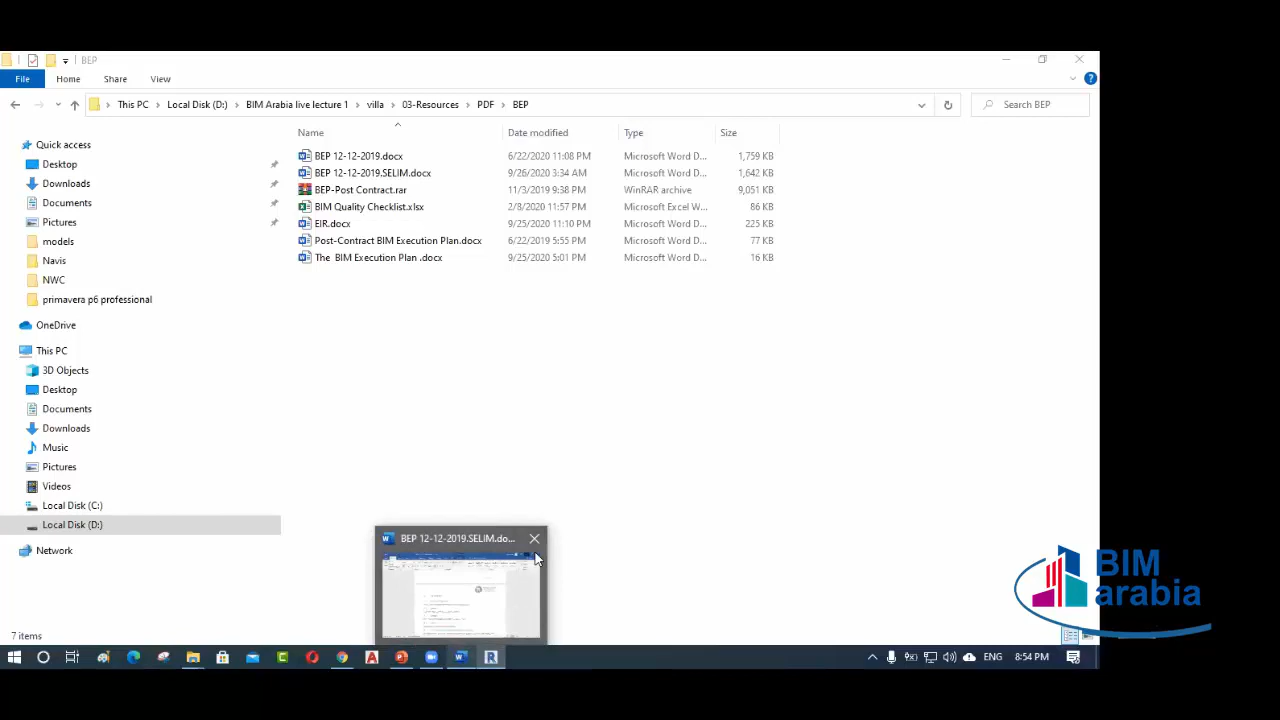 BEP
File Home Share View
This PC Local Disk (D:) BIM Arabia live lecture 1 villa 03-Resources PDF BEP Search BEP
Name Date modified Type Size
Quick access
Desktop
Downloads
Documents
Pictures
models
Navis
NWC
primavera p6 professional
OneDrive
This PC
3D Objects
Desktop
Documents
Downloads
Music
Pictures
Videos
Local Disk (C:)
Local Disk (D:)
Network
BEP 12-12-2019.docx 6/22/2020 11:08 PM Microsoft Word D... 1,759 KB
BEP 12-12-2019.SELIM.docx 9/26/2020 3:34 AM Microsoft Word D... 1,642 KB
BEP-Post Contract.rar 11/3/2019 9:38 PM WinRAR archive 9,051 KB
BIM Quality Checklist.xlsx 2/8/2020 11:57 PM Microsoft Excel W... 86 KB
EIR.docx 9/25/2020 11:10 PM Microsoft Word D... 225 KB
Post-Contract BIM Execution Plan.docx 6/22/2019 5:55 PM Microsoft Word D... 77 KB
The BIM Execution Plan .docx 9/25/2020 5:01 PM Microsoft Word D... 16 KB
BEP 12-12-2019.SELIM.do...
BIM
arabia
7 items
ENG 8:54 PM